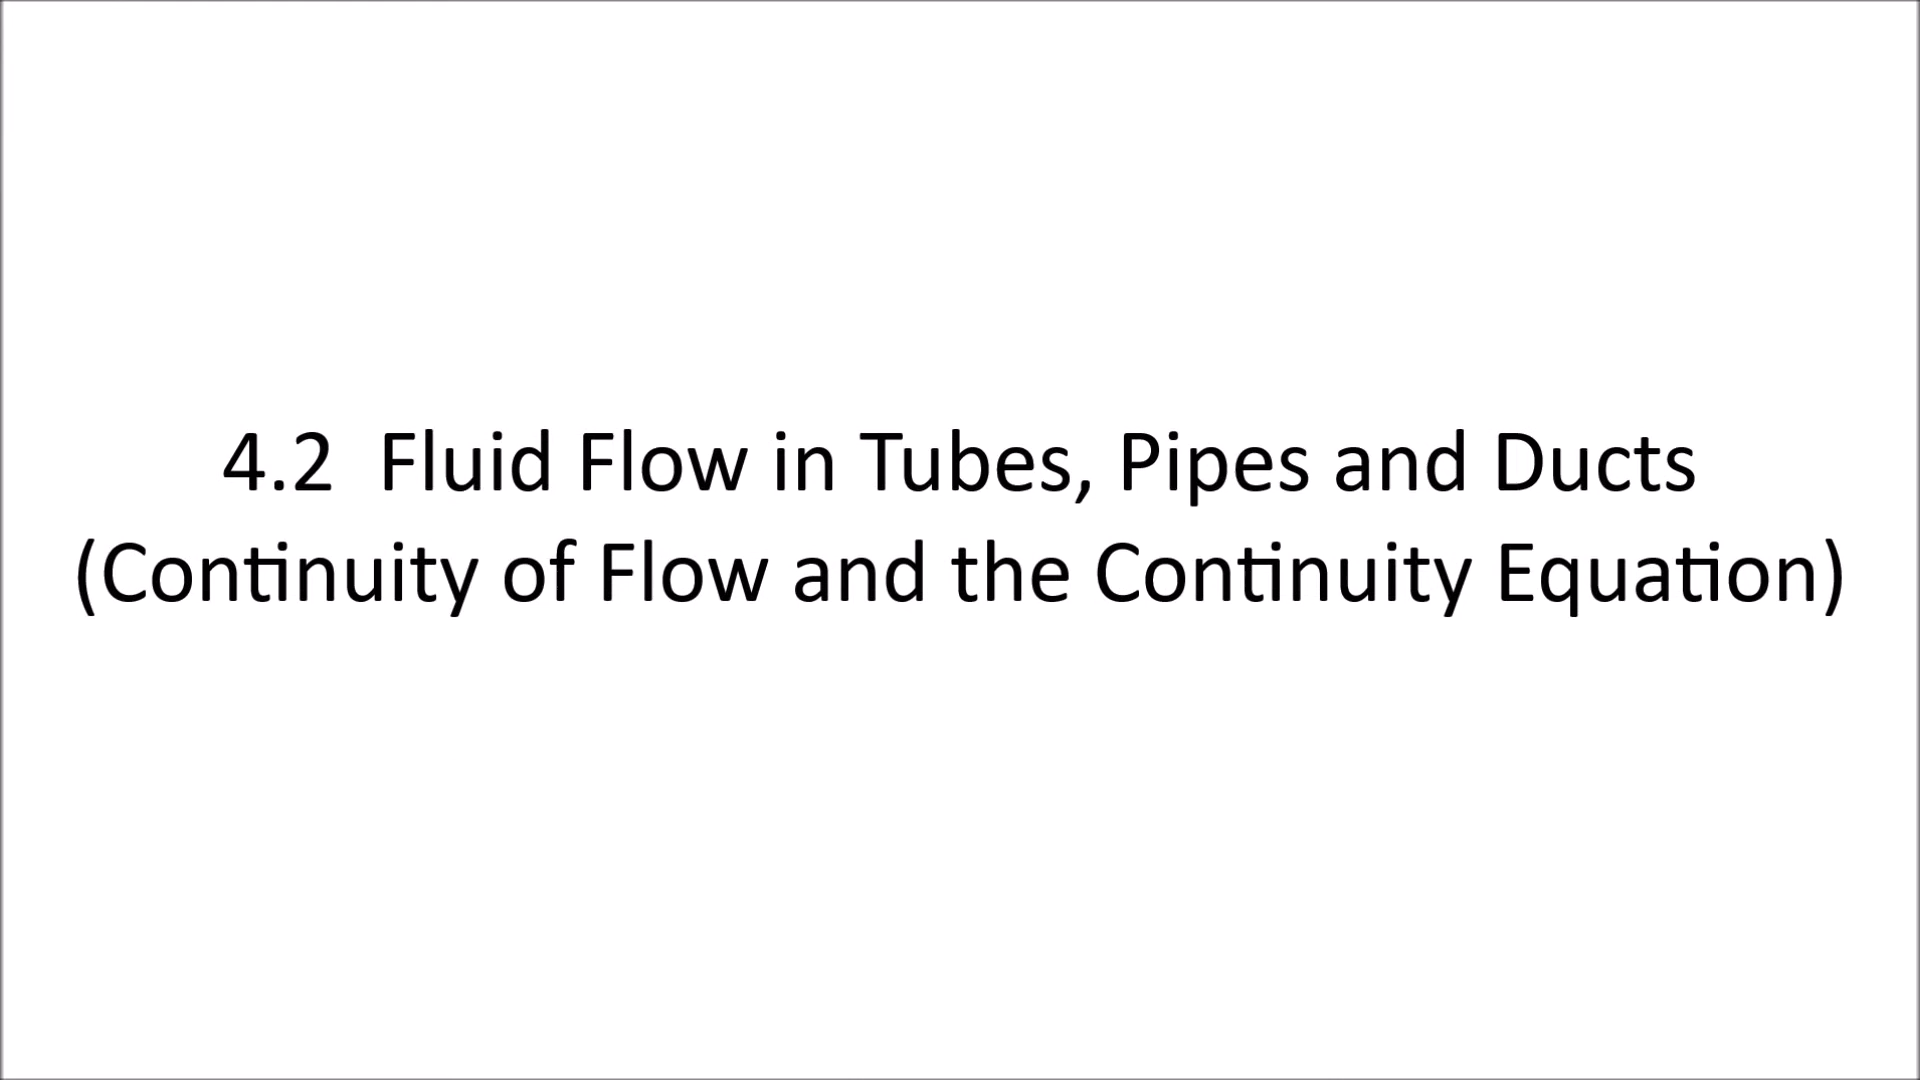 4.2  Fluid Flow in Tubes, Pipes and Ducts
(Continuity of Flow and the Continuity Equation)